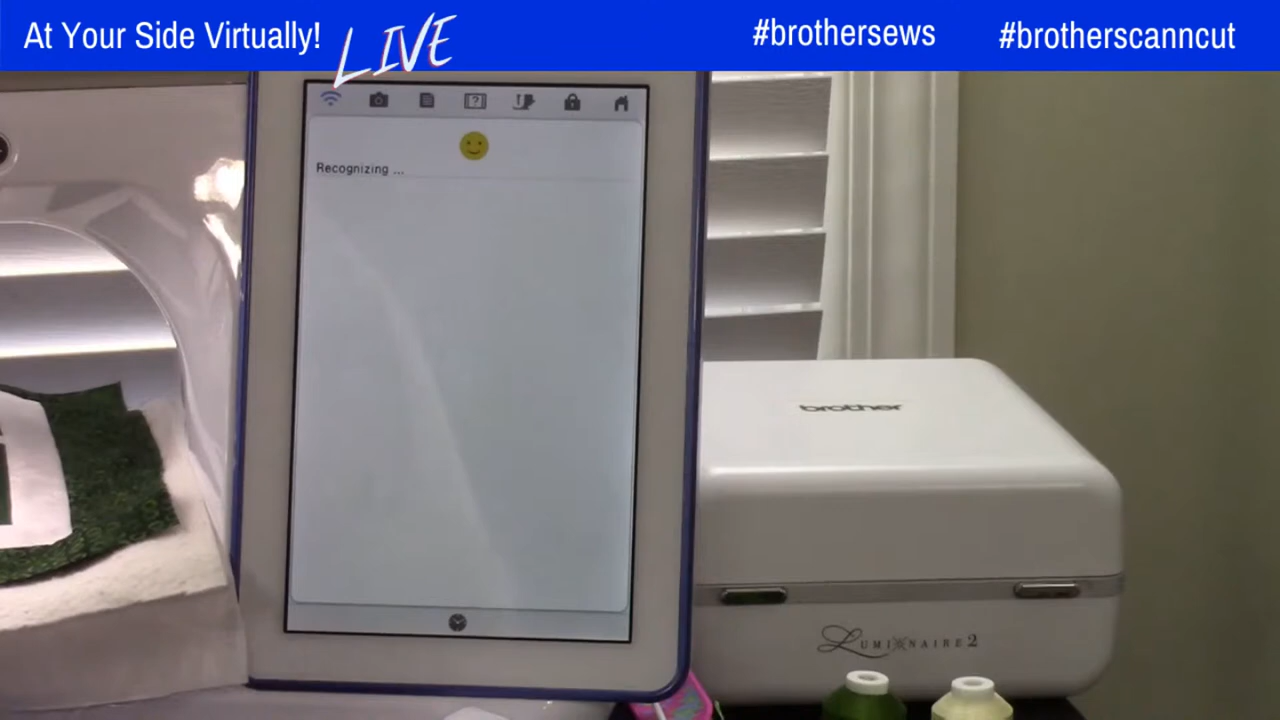 At Your Side Virtually!
LIVE
#brothersews
#brotherscanncut
Recognizing ...
brother
LUMINAIRE 2